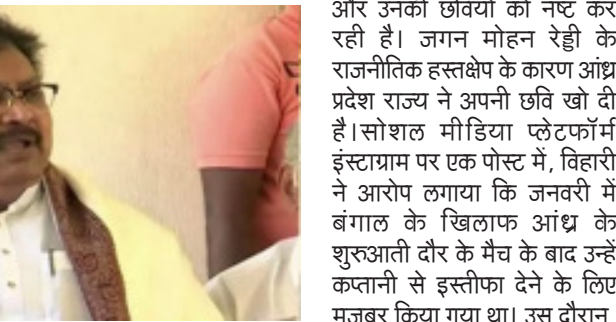 और उनकी छवियों को नष्ट कर
रही है। जगन मोहन रेड्डी के
राजनीतिक हस्तक्षेप के कारण आंध्र
प्रदेश राज्य ने अपनी छवि खो दी
है।सोशल मीडिया प्लेटफॉर्म
इंस्टाग्राम पर एक पोस्ट में, विहारी
ने आरोप लगाया कि जनवरी में
बंगाल के खिलाफ आंध्र के
शुरुआती दौर के मैच के बाद उन्हें
कप्तानी से इस्तीफा देने के लिए
मजबूर किया गया था। उस दौरान